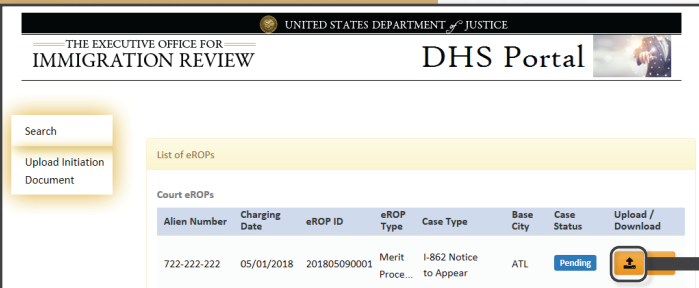 UNITED STATES DEPARTMENT of JUSTICE
THE EXECUTIVE OFFICE FOR
IMMIGRATION REVIEW
DHS Portal
Search
Upload Initiation
Document
List of eROPs
Court eROPs
Alien Number Charging Date eROP ID eROP Type Case Type Base City Case Status Upload / Download
722-222-222 05/01/2018 201805090001 Merit Proce... I-862 Notice to Appear ATL Pending